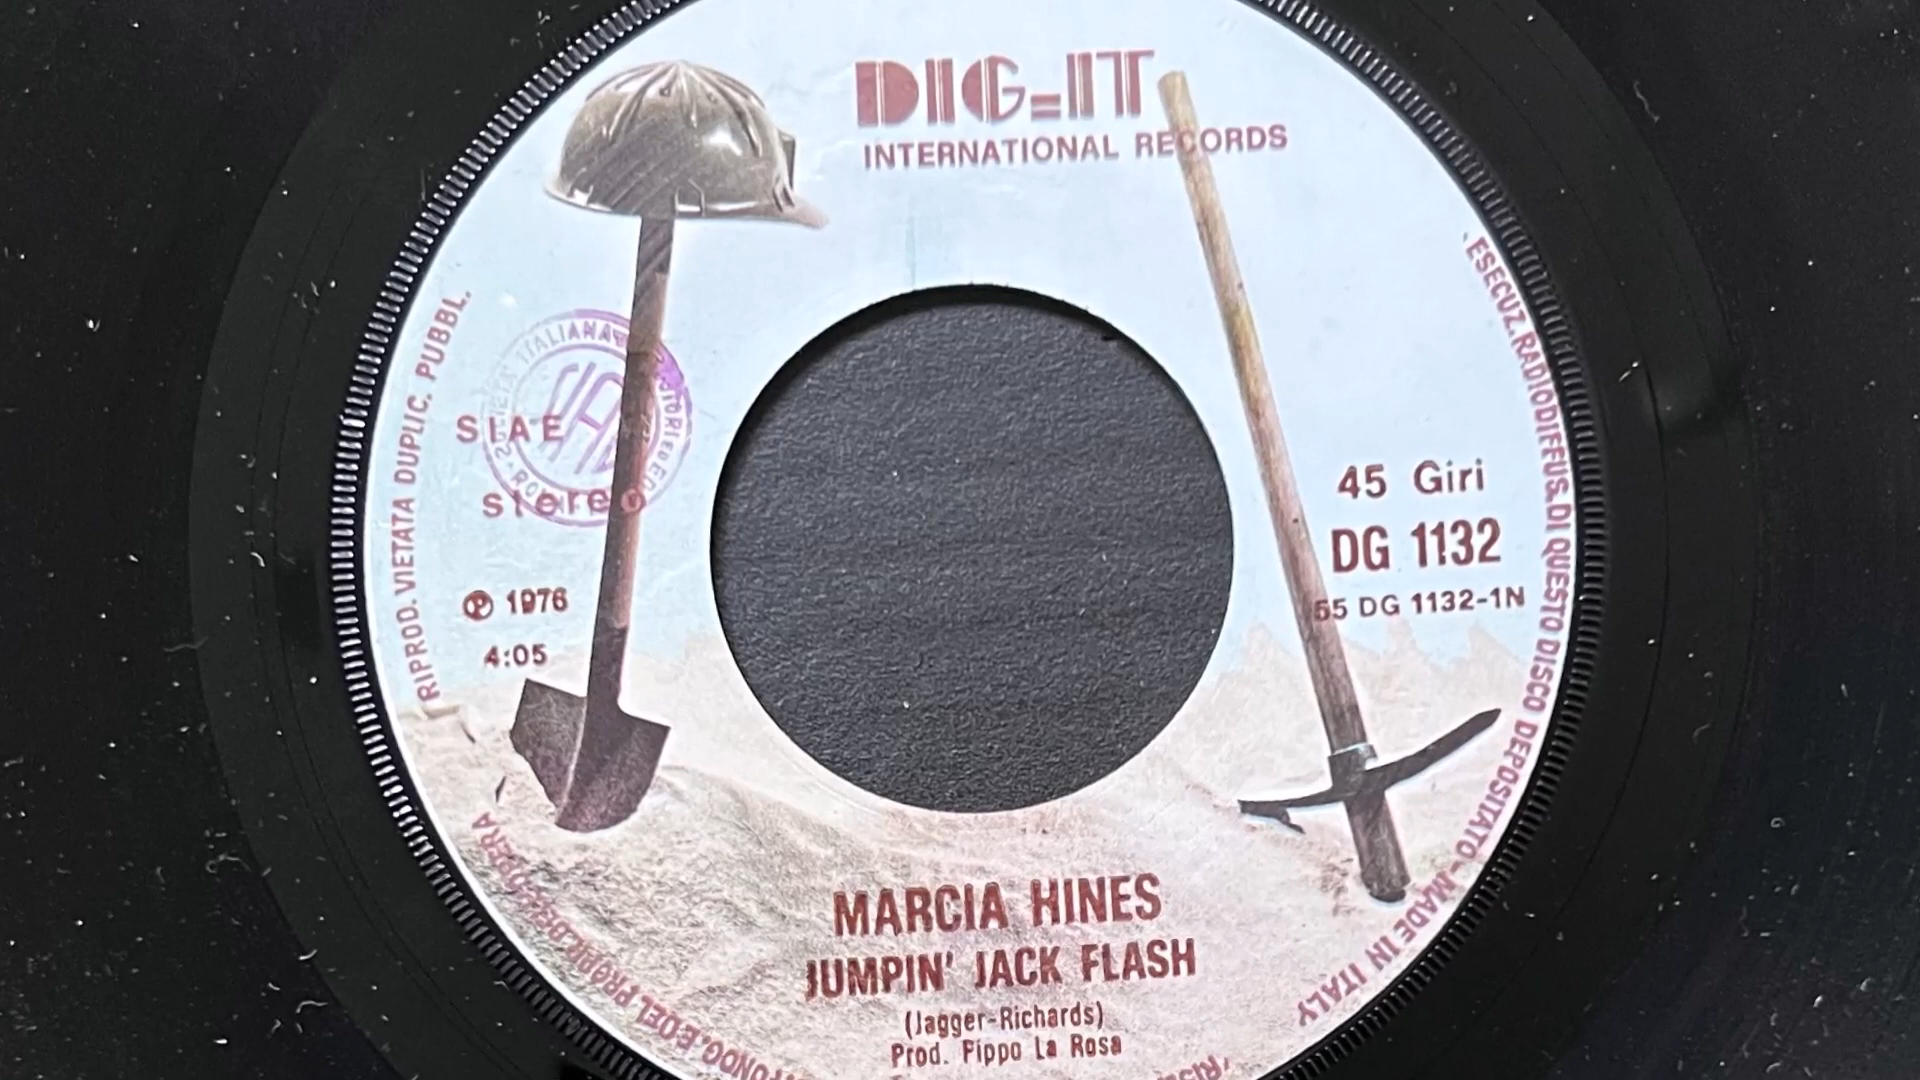 DIG=IT
INTERNATIONAL RECORDS
RIPROD. VIETATA DUPLIC. PUBBL.
ESECUZ. RADIODIFFUS. DI QUESTO DISCO DEPOSITATO - MADE IN ITALY
SIAE
Stereo
℗ 1976
4:05
45 Giri
DG 1132
55 DG 1132-1N
MARCIA HINES
JUMPIN' JACK FLASH
(Jagger-Richards)
Prod. Fippo La Rosa